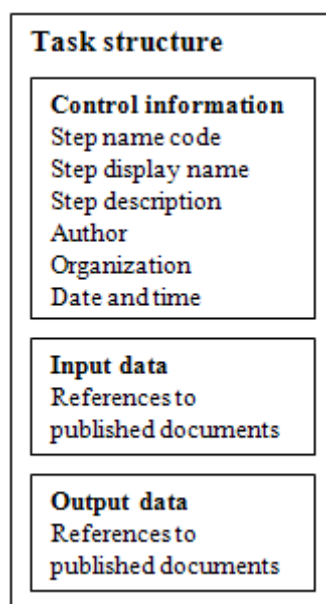 Task structure
Control information
Step name code
Step display name
Step description
Author
Organization
Date and time
Input data
References to
published documents
Output data
References to
published documents